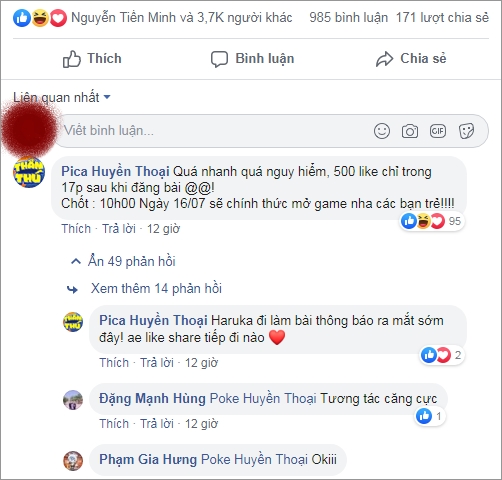 Nguyễn Tiến Minh và 3,7K người khác 985 bình luận 171 lượt chia sẻ
Thích Bình luận Chia sẻ
Liên quan nhất
Viết bình luận...
GIF
THẦN THÚ
Pica Huyền Thoại Quá nhanh quá nguy hiểm, 500 like chỉ trong
17p sau khi đăng bài @@!
Chốt : 10h00 Ngày 16/07 sẽ chính thức mở game nha các bạn trẻ!!!!
95
Thích · Trả lời · 12 giờ
Ẩn 49 phản hồi
Xem thêm 14 phản hồi
THẦN THÚ
Pica Huyền Thoại Haruka đi làm bài thông báo ra mắt sớm
đây! ae like share tiếp đi nào
2
Thích · Trả lời · 12 giờ
Đặng Mạnh Hùng Poke Huyền Thoại Tương tác căng cực
1
Thích · Trả lời · 12 giờ
Phạm Gia Hưng Poke Huyền Thoại Okiii